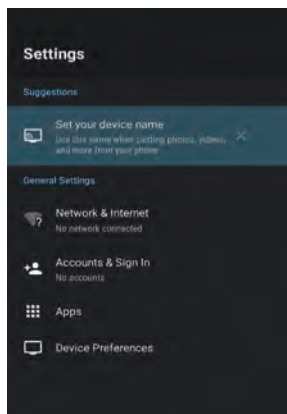 Settings
Suggestions
Set your device name
Use this name when casting photos, videos,
and more from your phone
General Settings
Network & Internet
No network connected
Accounts & Sign In
No accounts
Apps
Device Preferences